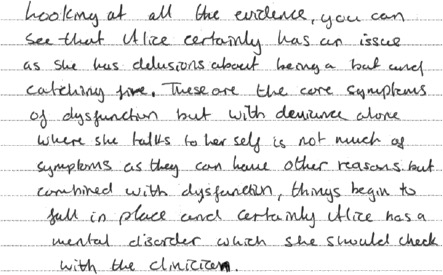 Looking at all the evidence, you can
see that Alice certainly has an issue
as she has delusions about being a bat and
catching fire. These are the core symptoms
of dysfunction but with deviance alone
where she talks to her self is not much of
symptoms as they can have other reasons but
combined with dysfunction, things begin to
fall in place and certainly Alice has a
mental disorder which she should check
with the clinician.